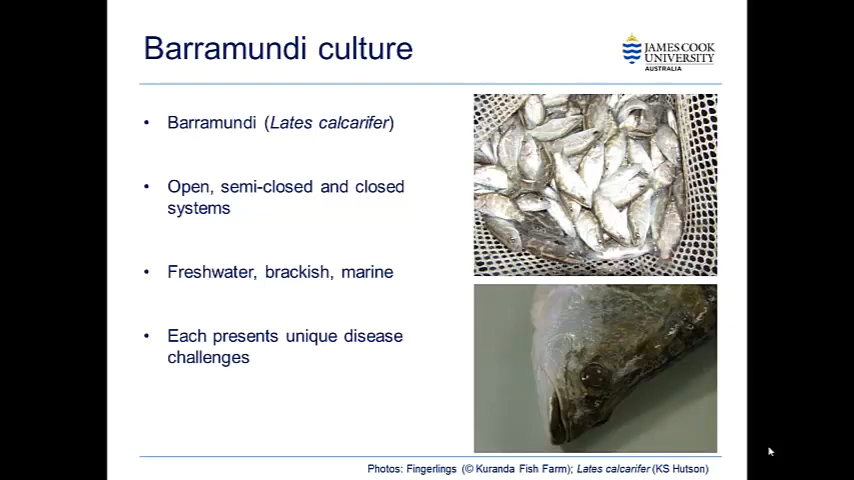 Barramundi culture
JAMES COOK
UNIVERSITY
AUSTRALIA
• Barramundi (Lates calcarifer)
• Open, semi-closed and closed
systems
• Freshwater, brackish, marine
• Each presents unique disease
challenges
Photos: Fingerlings (© Kuranda Fish Farm); Lates calcarifer (KS Hutson)